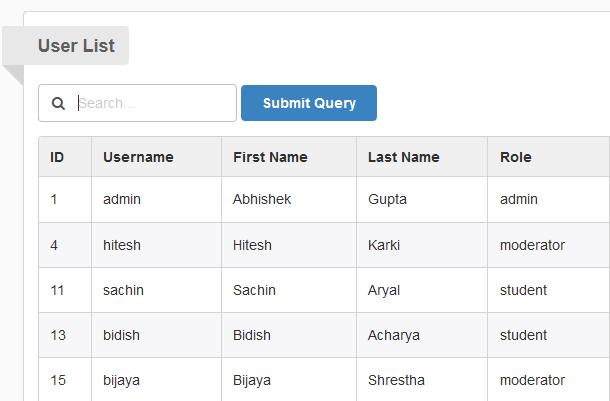 User List
Search...
Submit Query
ID Username First Name Last Name Role
1 admin Abhishek Gupta admin
4 hitesh Hitesh Karki moderator
11 sachin Sachin Aryal student
13 bidish Bidish Acharya student
15 bijaya Bijaya Shrestha moderator